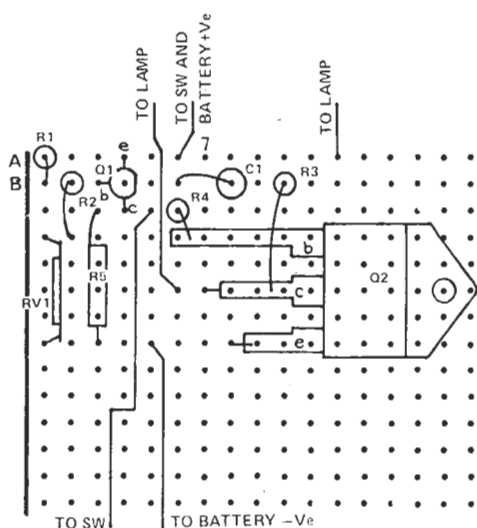 TO LAMP
TO SW AND
BATTERY+Ve
TO LAMP
R1
e
7
A
B
Q1
b
c
R2
C1
R3
R4
b
R5
RV1
c
Q2
e
TO SW
TO BATTERY –Ve